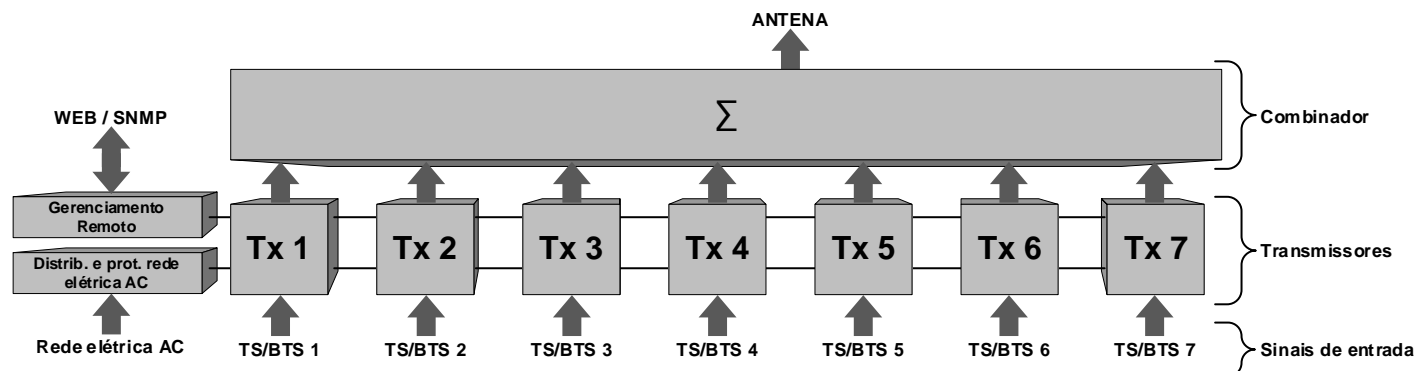 ANTENA
∑
Combinador
WEB / SNMP
Gerenciamento
Remoto
Distrib. e prot. rede
elétrica AC
Rede elétrica AC
Tx 1
Tx 2
Tx 3
Tx 4
Tx 5
Tx 6
Tx 7
Transmissores
TS/BTS 1
TS/BTS 2
TS/BTS 3
TS/BTS 4
TS/BTS 5
TS/BTS 6
TS/BTS 7
Sinais de entrada